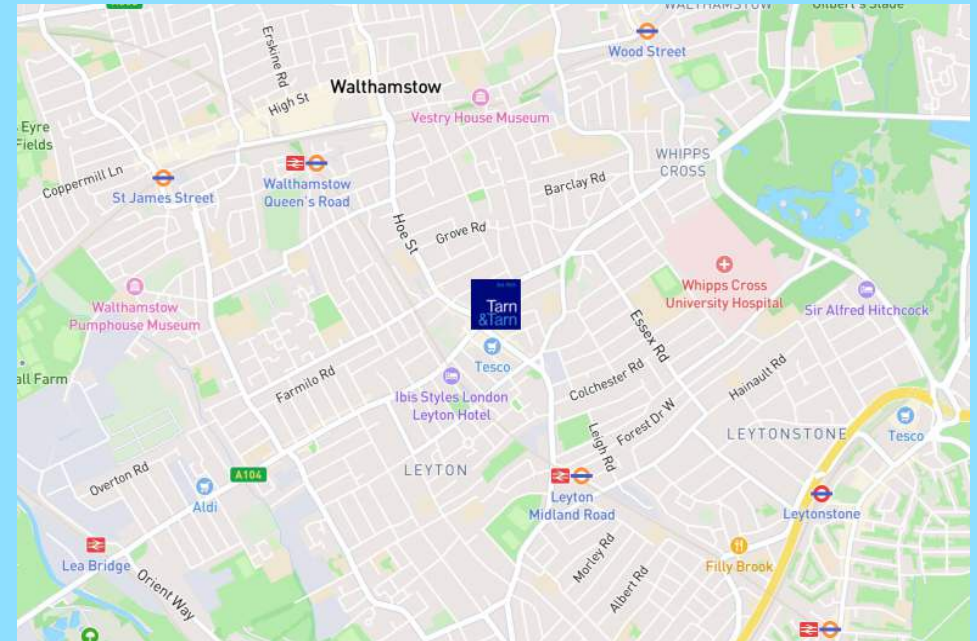 WALTHAMSTOW
Gilbert's Slade
Erskine Rd
Wood Street
Walthamstow
High St
Vestry House Museum
Eyre
Fields
WHIPPS
CROSS
Coppermill Ln
St James Street
Walthamstow
Queen's Road
Barclay Rd
Hoe St
Grove Rd
Whipps Cross
University Hospital
Sir Alfred Hitchcock
Walthamstow
Pumphouse Museum
Tarn
&Tarn
Essex Rd
Tesco
all Farm
Farmilo Rd
Ibis Styles London
Leyton Hotel
Colchester Rd
Hainault Rd
Forest Dr W
Leigh Rd
LEYTONSTONE
Tesco
LEYTON
Overton Rd
A104
Aldi
Leyton
Midland Road
Leytonstone
Lea Bridge
Orient Way
Morley Rd
Albert Rd
Filly Brook